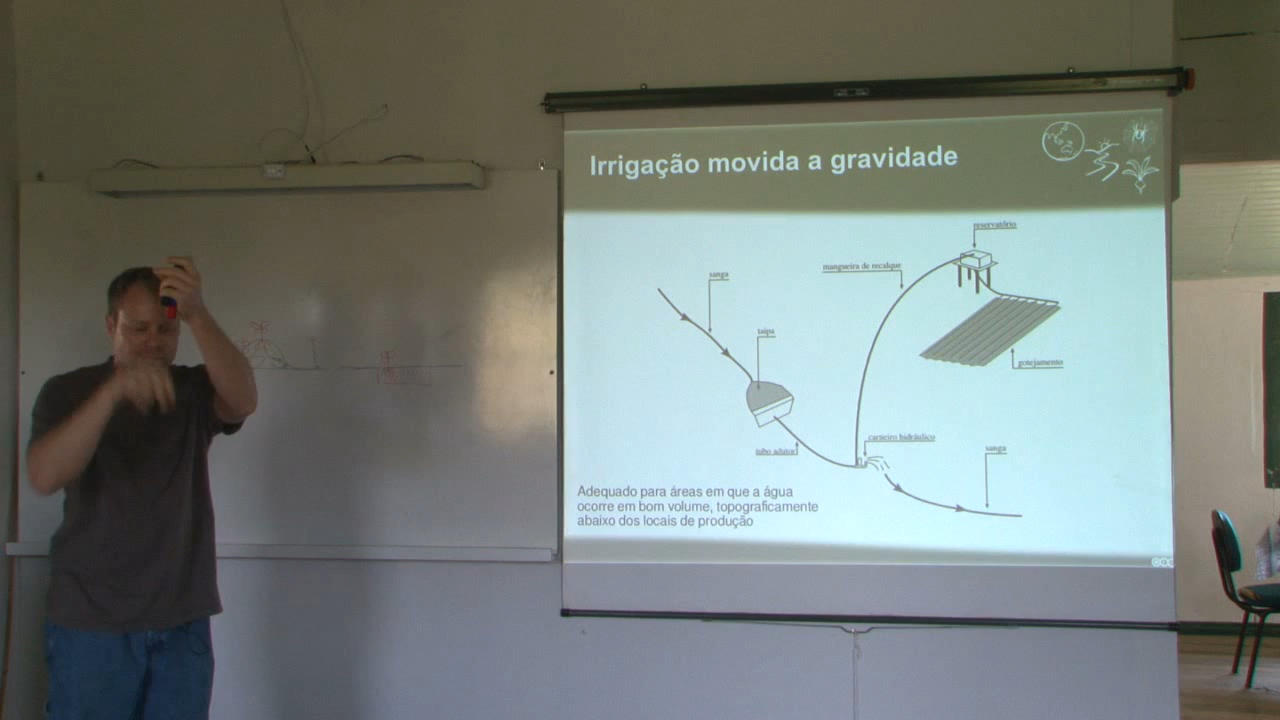 Irrigação movida a gravidade
reservatório
mangueira de recalque
sanga
taipa
gotejamento
carneiro hidráulico
tubo adutor
sanga
Adequado para áreas em que a água
ocorre em bom volume, topograficamente
abaixo dos locais de produção